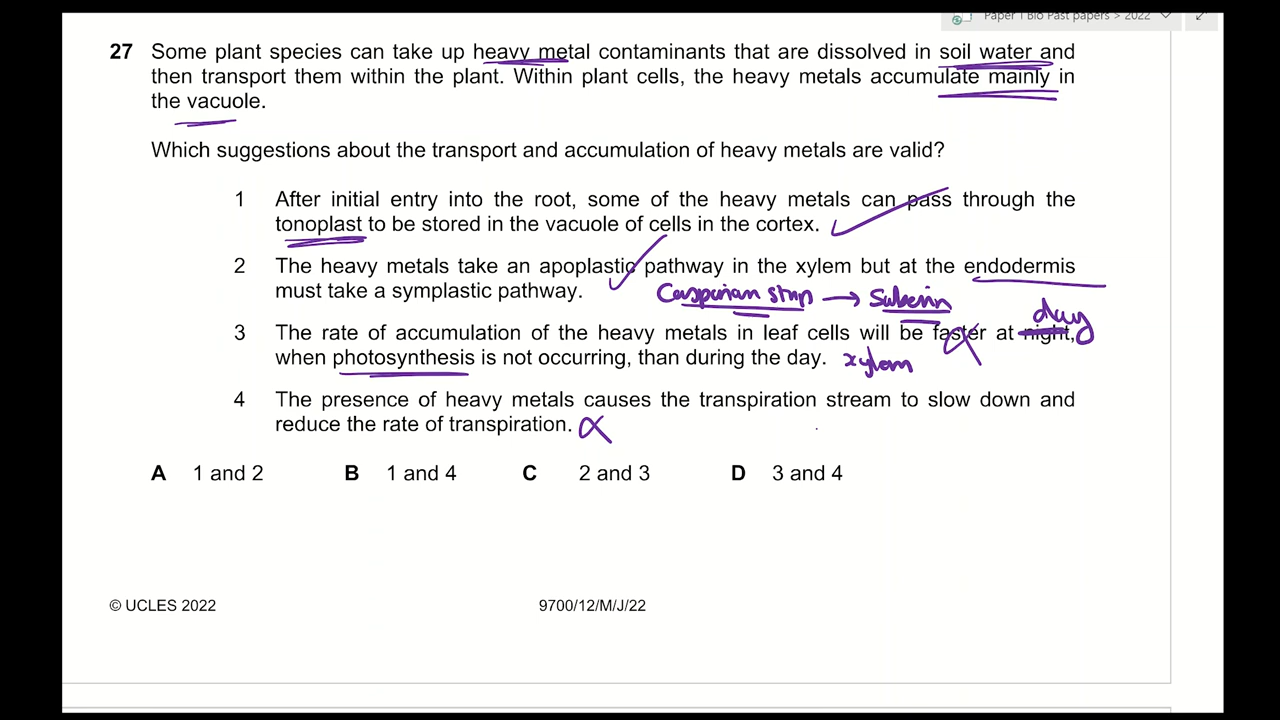 Paper 1 Bio Past papers > 2022
27 Some plant species can take up heavy metal contaminants that are dissolved in soil water and
then transport them within the plant. Within plant cells, the heavy metals accumulate mainly in
the vacuole.
Which suggestions about the transport and accumulation of heavy metals are valid?
1 After initial entry into the root, some of the heavy metals can pass through the
tonoplast to be stored in the vacuole of cells in the cortex.
2 The heavy metals take an apoplastic pathway in the xylem but at the endodermis
must take a symplastic pathway.
Casparian strip → Suberin
day
3 The rate of accumulation of the heavy metals in leaf cells will be faster at night,
when photosynthesis is not occurring, than during the day. xylem
4 The presence of heavy metals causes the transpiration stream to slow down and
reduce the rate of transpiration.
A 1 and 2 B 1 and 4 C 2 and 3 D 3 and 4
© UCLES 2022 9700/12/M/J/22